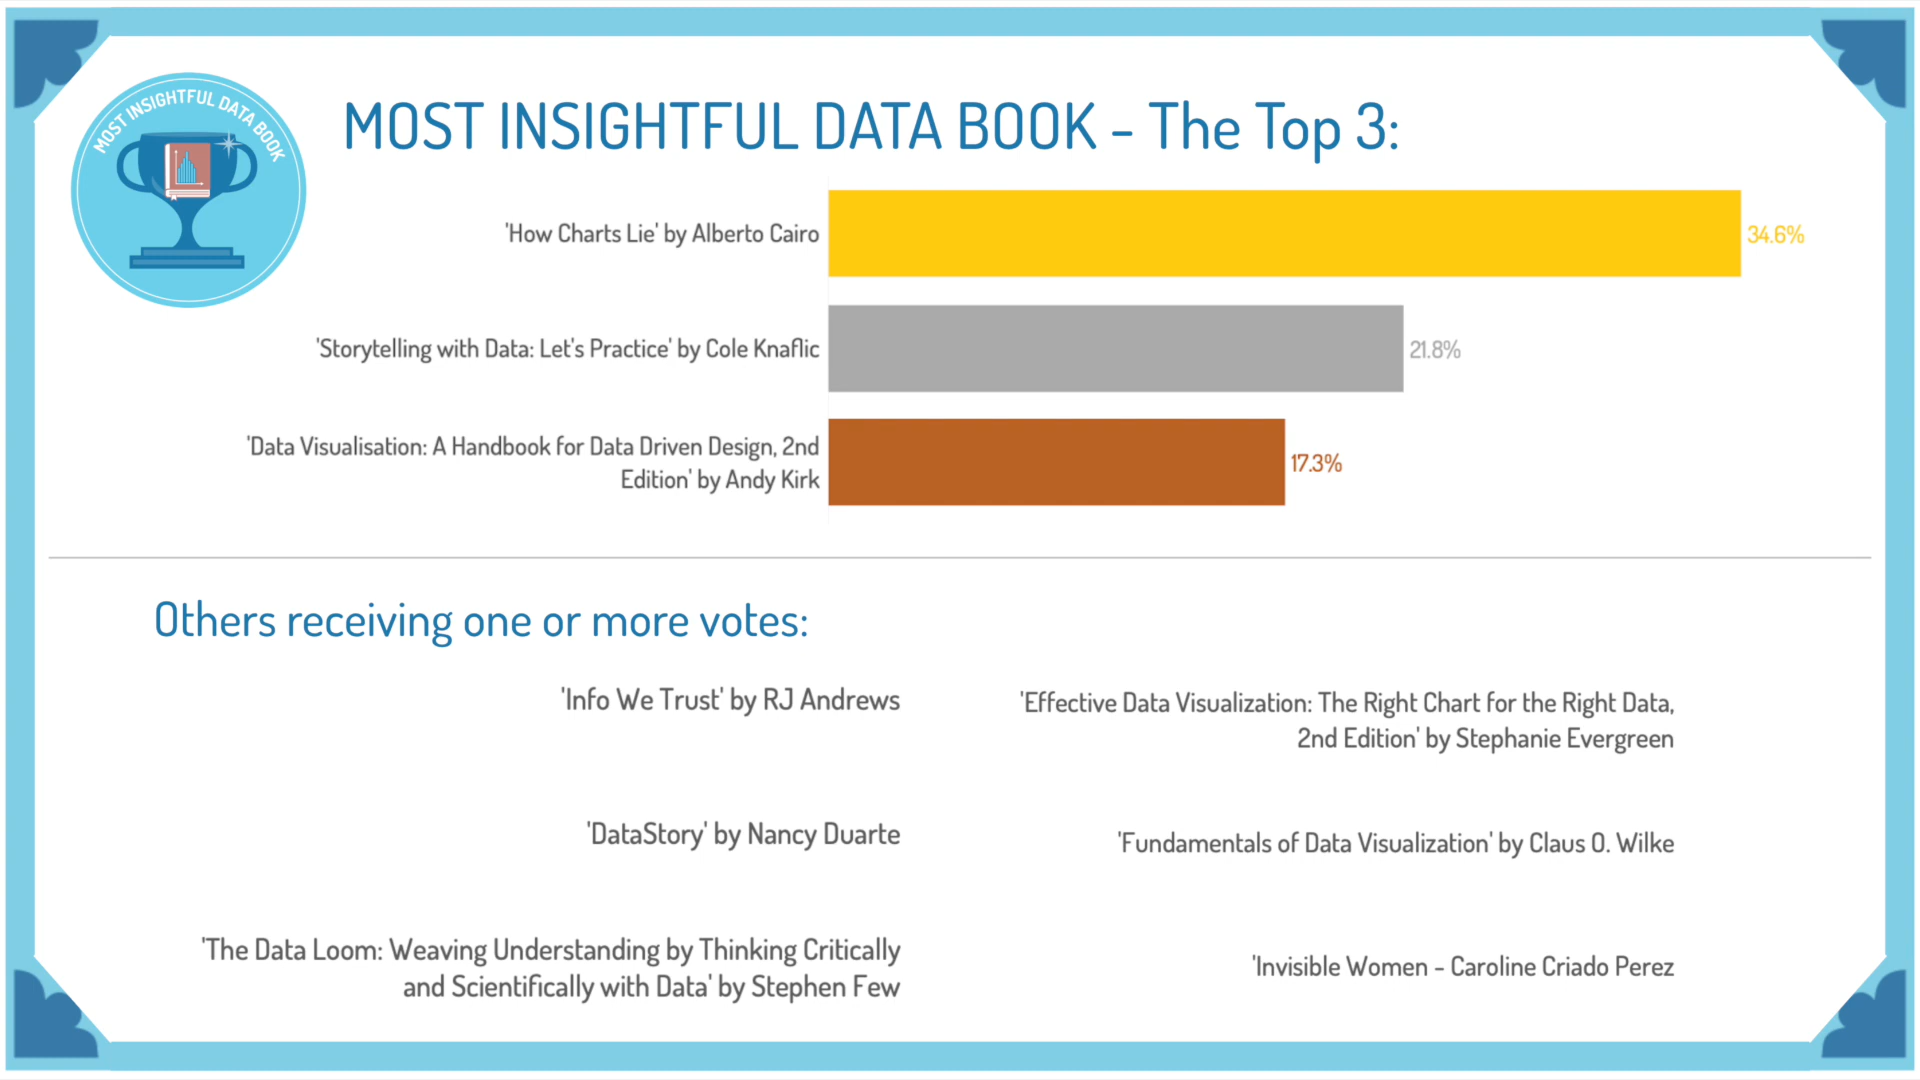 MOST INSIGHTFUL DATA BOOK
MOST INSIGHTFUL DATA BOOK - The Top 3:
'How Charts Lie' by Alberto Cairo
34.6%
'Storytelling with Data: Let's Practice' by Cole Knaflic
21.8%
'Data Visualisation: A Handbook for Data Driven Design, 2nd
Edition' by Andy Kirk
17.3%
Others receiving one or more votes:
'Info We Trust' by RJ Andrews
'DataStory' by Nancy Duarte
'The Data Loom: Weaving Understanding by Thinking Critically
and Scientifically with Data' by Stephen Few
'Effective Data Visualization: The Right Chart for the Right Data,
2nd Edition' by Stephanie Evergreen
'Fundamentals of Data Visualization' by Claus O. Wilke
'Invisible Women - Caroline Criado Perez